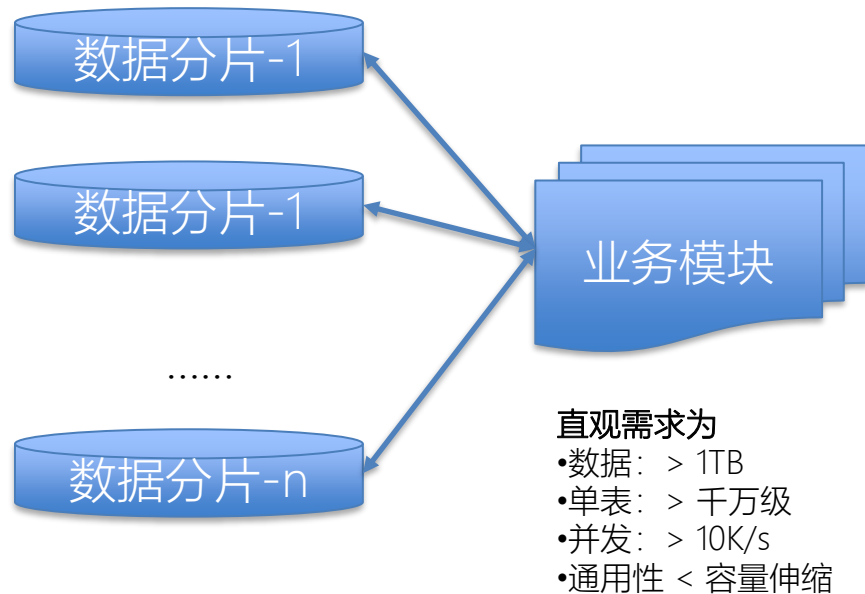 数据分片-1
数据分片-1
业务模块
......
数据分片-n
直观需求为
•数据：> 1TB
•单表：> 千万级
•并发：> 10K/s
•通用性 < 容量伸缩